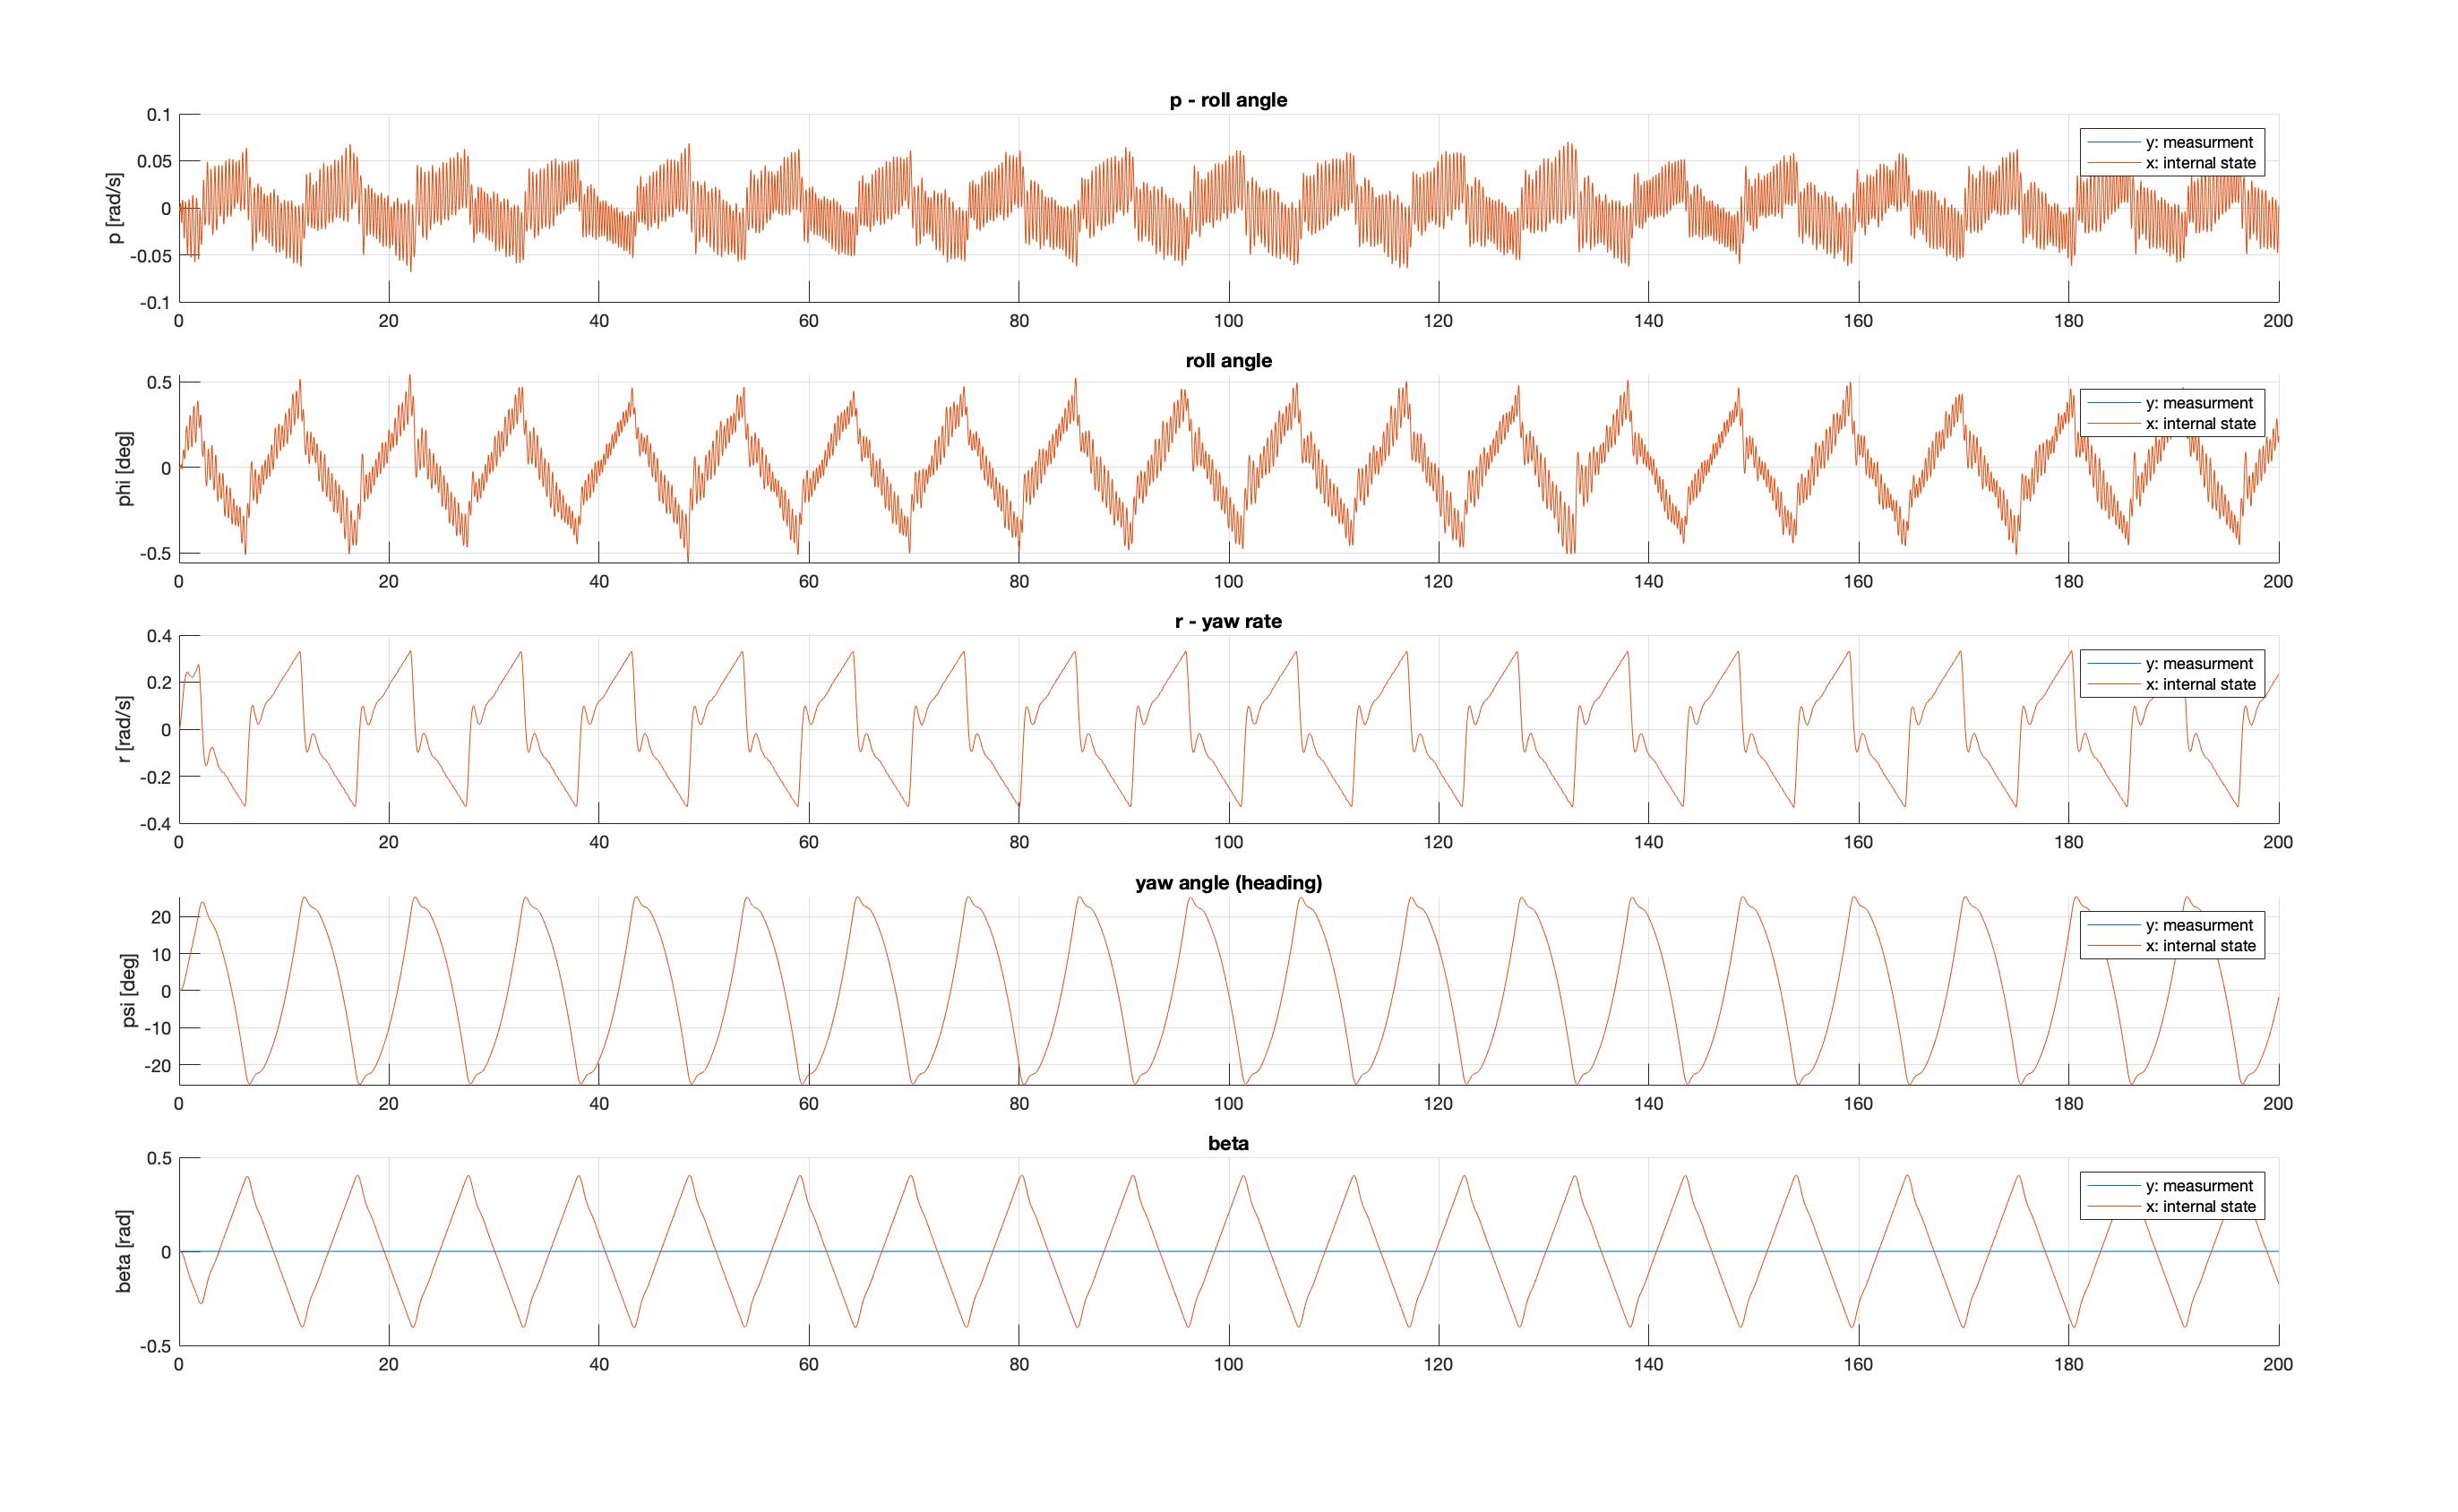 p - roll angle
0.1
0.05
0
-0.05
-0.1
p [rad/s]
y: measurment
x: internal state
0 20 40 60 80 100 120 140 160 180 200
roll angle
0.5
0
-0.5
phi [deg]
y: measurment
x: internal state
0 20 40 60 80 100 120 140 160 180 200
r - yaw rate
0.4
0.2
0
-0.2
-0.4
r [rad/s]
y: measurment
x: internal state
0 20 40 60 80 100 120 140 160 180 200
yaw angle (heading)
20
10
0
-10
-20
psi [deg]
y: measurment
x: internal state
0 20 40 60 80 100 120 140 160 180 200
beta
0.5
0
-0.5
beta [rad]
y: measurment
x: internal state
0 20 40 60 80 100 120 140 160 180 200